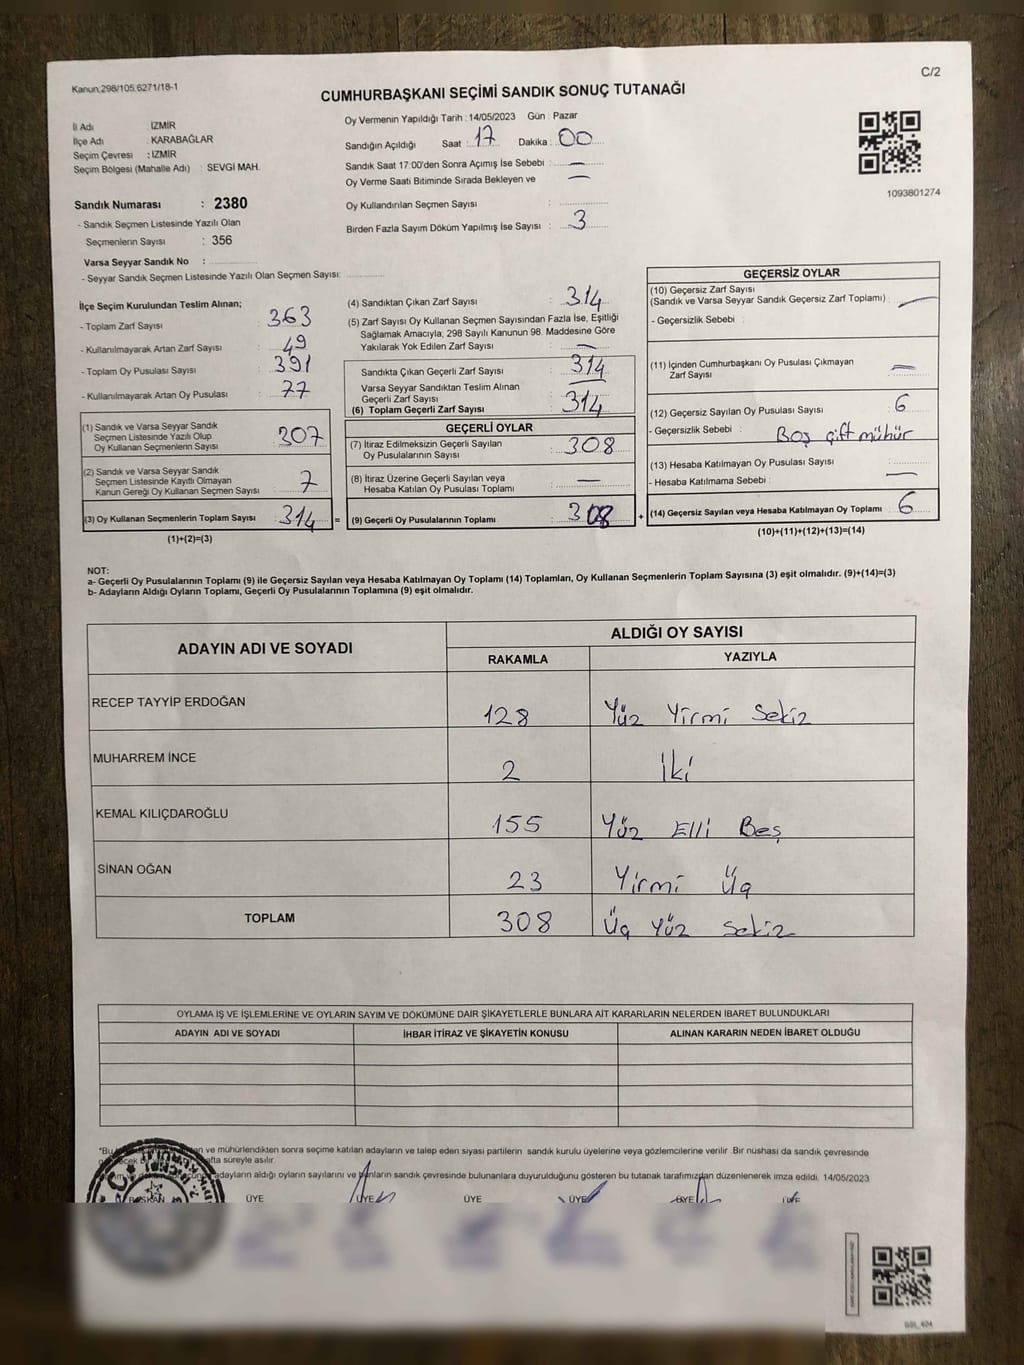 Kanun:298/105,6271/18-1
C/2
CUMHURBAŞKANI SEÇİMİ SANDIK SONUÇ TUTANAĞI
İl Adı : İZMİR
İlçe Adı : KARABAĞLAR
Seçim Çevresi : İZMİR
Seçim Bölgesi (Mahalle Adı) : SEVGİ MAH.
Sandık Numarası : 2380
- Sandık Seçmen Listesinde Yazılı Olan
Seçmenlerin Sayısı : 356
Varsa Seyyar Sandık No :
- Seyyar Sandık Seçmen Listesinde Yazılı Olan Seçmen Sayısı:
Oy Vermenin Yapıldığı Tarih : 14/05/2023 Gün : Pazar
Sandığın Açıldığı Saat : 17 Dakika : 00
Sandık Saat 17:00'den Sonra Açımış İse Sebebi : —
Oy Verme Saati Bitiminde Sırada Bekleyen ve —
Oy Kullandırılan Seçmen Sayısı :
Birden Fazla Sayım Döküm Yapılmış İse Sayısı : 3
1093801274
İlçe Seçim Kurulundan Teslim Alınan;
- Toplam Zarf Sayısı : 363
- Kullanılmayarak Artan Zarf Sayısı : 49
- Toplam Oy Pusulası Sayısı : 391
- Kullanılmayarak Artan Oy Pusulası : 77
(1) Sandık ve Varsa Seyyar Sandık
Seçmen Listesinde Yazılı Olup
Oy Kullanan Seçmenlerin Sayısı : 307
(2) Sandık ve Varsa Seyyar Sandık
Seçmen Listesinde Kayıtlı Olmayan
Kanun Gereği Oy Kullanan Seçmen Sayısı : 7
(3) Oy Kullanan Seçmenlerin Toplam Sayısı : 314 =
(1)+(2)=(3)
(4) Sandıktan Çıkan Zarf Sayısı : 314
(5) Zarf Sayısı Oy Kullanan Seçmen Sayısından Fazla İse, Eşitliği
Sağlamak Amacıyla, 298 Sayılı Kanunun 98. Maddesine Göre
Yakılarak Yok Edilen Zarf Sayısı : —
Sandıkta Çıkan Geçerli Zarf Sayısı : 314
Varsa Seyyar Sandıktan Teslim Alınan
Geçerli Zarf Sayısı : —
(6) Toplam Geçerli Zarf Sayısı : 314
GEÇERLİ OYLAR
(7) İtiraz Edilmeksizin Geçerli Sayılan
Oy Pusulalarının Sayısı : 308
(8) İtiraz Üzerine Geçerli Sayılan veya
Hesaba Katılan Oy Pusulası Toplamı : —
(9) Geçerli Oy Pusulalarının Toplamı : 308 +
GEÇERSİZ OYLAR
(10) Geçersiz Zarf Sayısı
(Sandık ve Varsa Seyyar Sandık Geçersiz Zarf Toplamı) : —
- Geçersizlik Sebebi :
(11) İçinden Cumhurbaşkanı Oy Pusulası Çıkmayan
Zarf Sayısı : —
(12) Geçersiz Sayılan Oy Pusulası Sayısı : 6
- Geçersizlik Sebebi : Boş çift mühür
(13) Hesaba Katılmayan Oy Pusulası Sayısı :
- Hesaba Katılmama Sebebi : —
(14) Geçersiz Sayılan veya Hesaba Katılmayan Oy Toplamı : 6
(10)+(11)+(12)+(13)=(14)
NOT:
a- Geçerli Oy Pusulalarının Toplamı (9) ile Geçersiz Sayılan veya Hesaba Katılmayan Oy Toplamı (14) Toplamları, Oy Kullanan Seçmenlerin Toplam Sayısına (3) eşit olmalıdır. (9)+(14)=(3)
b- Adayların Aldığı Oyların Toplamı, Geçerli Oy Pusulalarının Toplamına (9) eşit olmalıdır.
ADAYIN ADI VE SOYADI
ALDIĞI OY SAYISI
RAKAMLA YAZIYLA
RECEP TAYYİP ERDOĞAN 128 Yüz Yirmi Sekiz
MUHARREM İNCE 2 İki
KEMAL KILIÇDAROĞLU 155 Yüz Elli Beş
SİNAN OĞAN 23 Yirmi Üç
TOPLAM 308 Üç Yüz Sekiz
OYLAMA İŞ VE İŞLEMLERİNE VE OYLARIN SAYIM VE DÖKÜMÜNE DAİR ŞİKAYETLERLE BUNLARA AİT KARARLARIN NELERDEN İBARET BULUNDUKLARI
ADAYIN ADI VE SOYADI İHBAR İTİRAZ VE ŞİKAYETİN KONUSU ALINAN KARARIN NEDEN İBARET OLDUĞU
ve mühürlendikten sonra seçime katılan adayların ve talep eden siyasi partilerin sandık kurulu üyelerine veya gözlemcilerine verilir .Bir nüshası da sandık çevresinde
süreyle asılır.
adayların aldığı oyların sayılarını ve bunların sandık çevresinde bulunanlara duyurulduğunu gösteren bu tutanak tarafımızdan düzenlenerek imza edildi. 14/05/2023
BAŞKAN ÜYE ÜYE ÜYE ÜYE ÜYE ÜYE